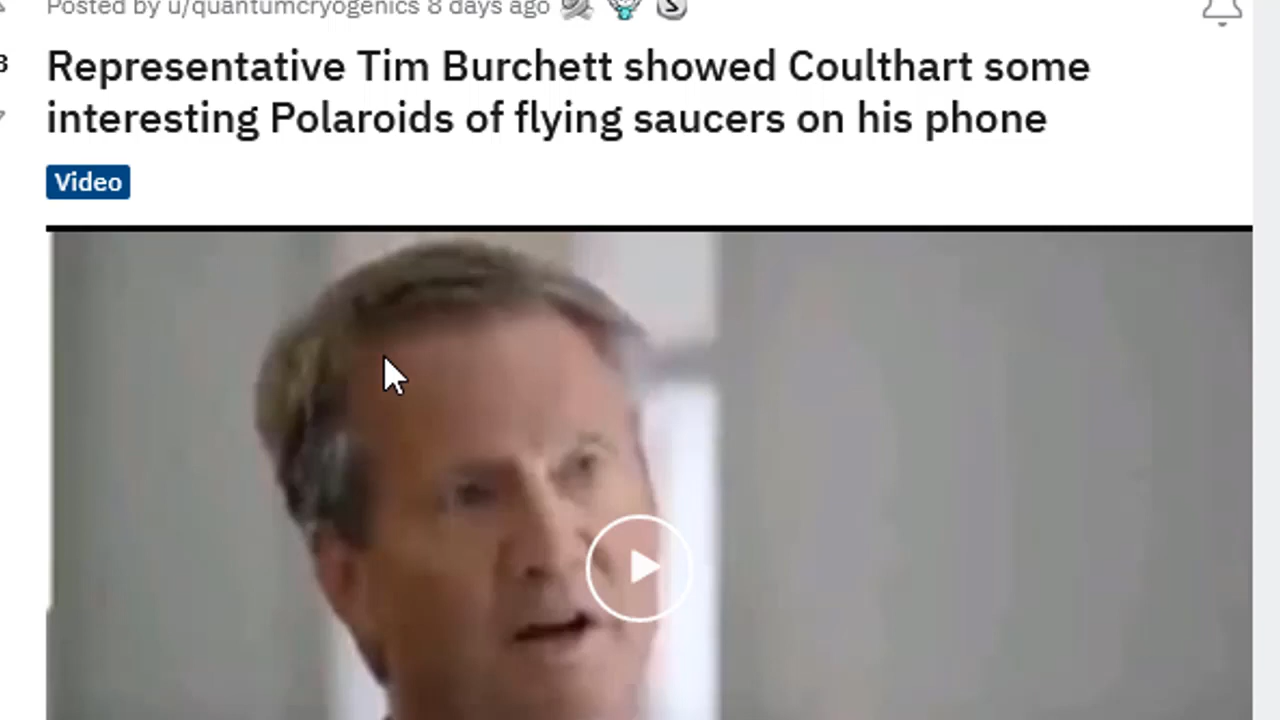 Posted by u/quantumcryogenics 8 days ago
Representative Tim Burchett showed Coulthart some
interesting Polaroids of flying saucers on his phone
Video